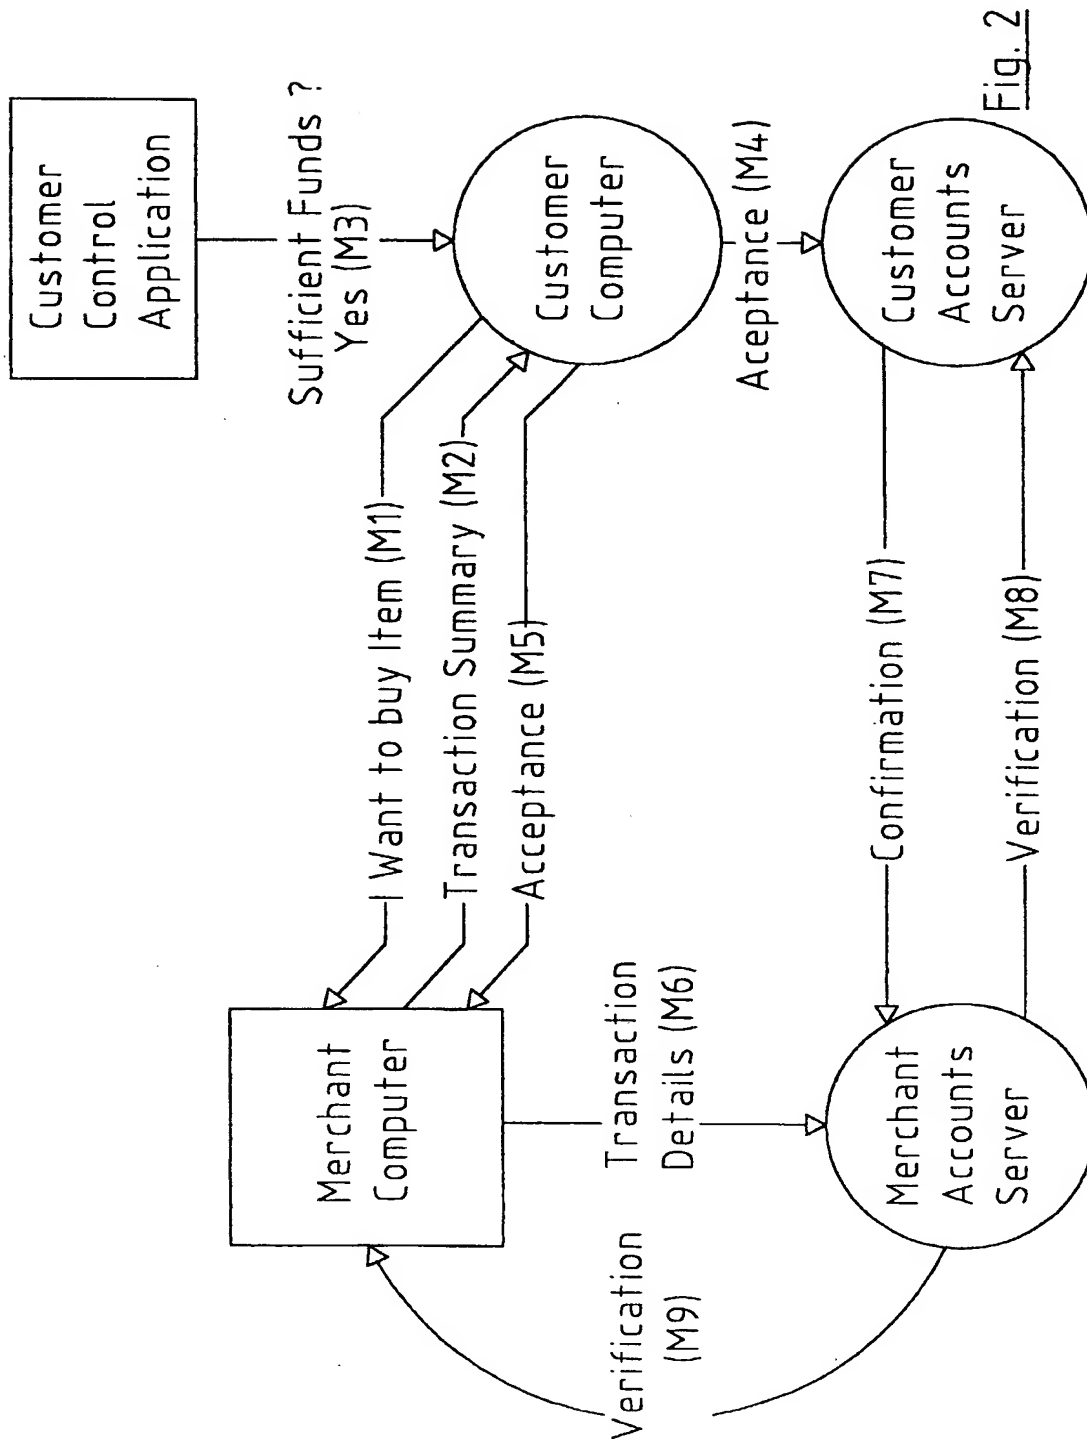 Customer
Control
Application
Sufficient Funds ?
Yes (M3)
Customer
Computer
I Want to buy Item (M1)
Transaction Summary (M2)
Acceptance (M5)
Merchant
Computer
Aceptance (M4)
Transaction
Details (M6)
Verification
(M9)
Customer
Accounts
Server
Confirmation (M7)
Verification (M8)
Merchant
Accounts
Server
Fig. 2